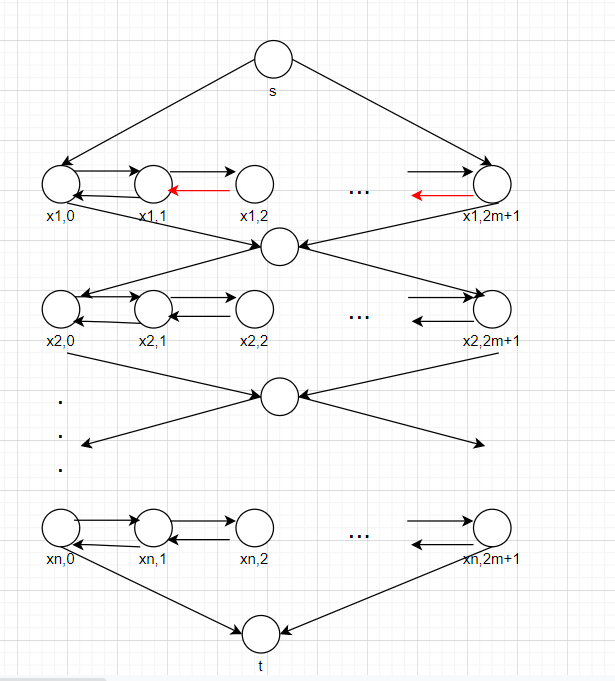 s
...
x1,0 x1,1 x1,2 x1,2m+1
...
x2,0 x2,1 x2,2 x2,2m+1
.
.
.
...
xn,0 xn,1 xn,2 xn,2m+1
t